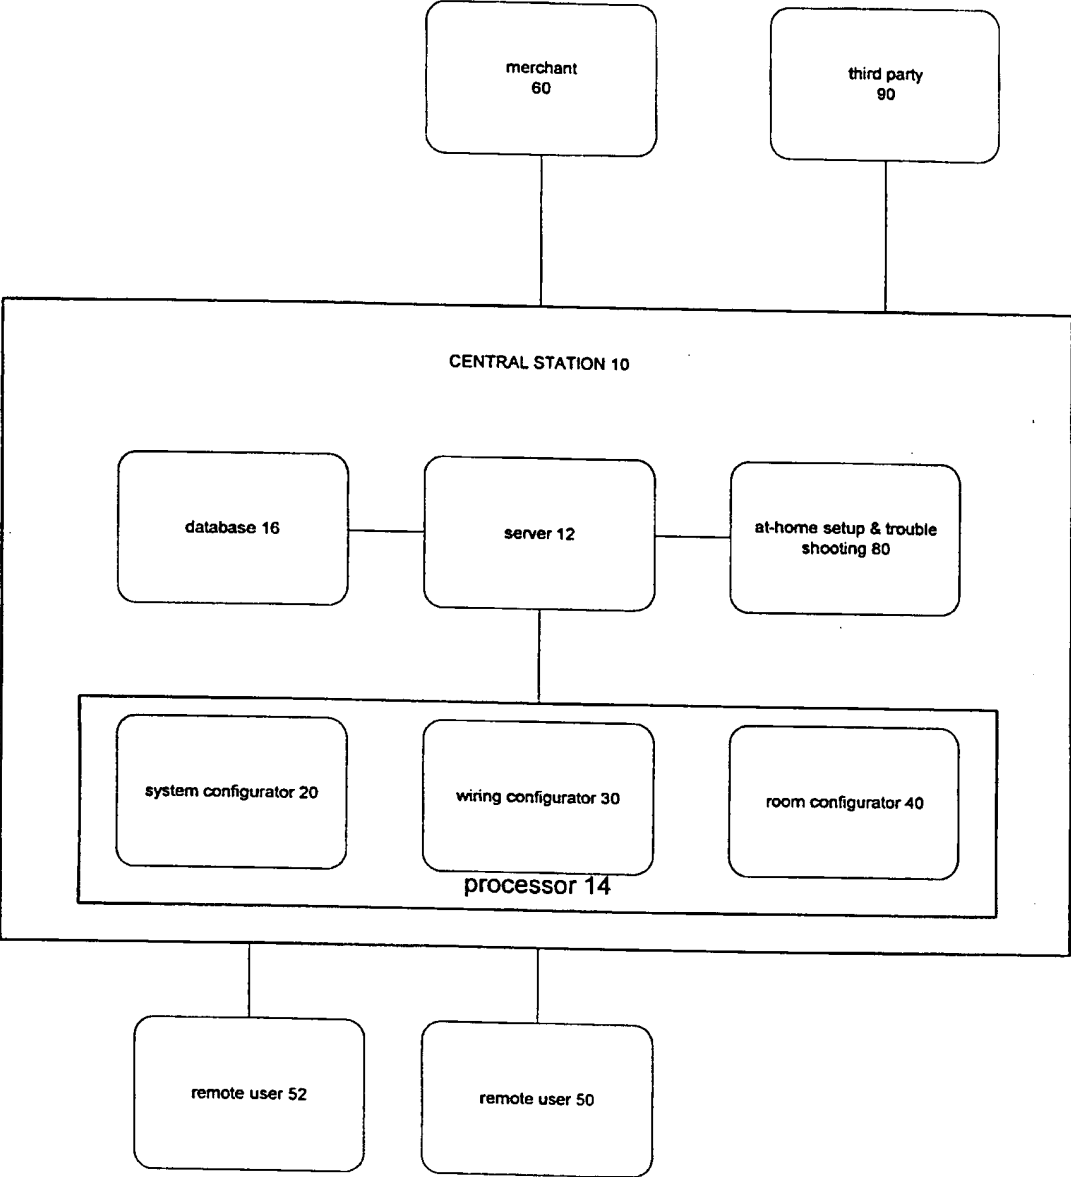 merchant
60
third party
90
CENTRAL STATION 10
database 16
server 12
at-home setup & trouble
shooting 80
system configurator 20
wiring configurator 30
room configurator 40
processor 14
remote user 52
remote user 50